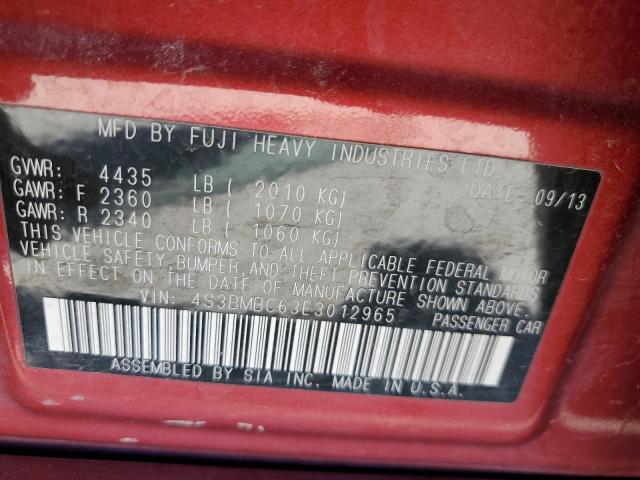 MFD BY FUJI HEAVY INDUSTRIES LTD.
GVWR: 4435 LB ( 2010 KG) DATE: 09/13
GAWR: F 2360 LB ( 1070 KG)
GAWR: R 2340 LB ( 1060 KG)
THIS VEHICLE CONFORMS TO ALL APPLICABLE FEDERAL MOTOR
VEHICLE SAFETY, BUMPER, AND THEFT PREVENTION STANDARDS
IN EFFECT ON THE DATE OF MANUFACTURE SHOWN ABOVE.
VIN: 4S3BMBC63E3012965 PASSENGER CAR
ASSEMBLED BY SIA INC. MADE IN U.S.A.